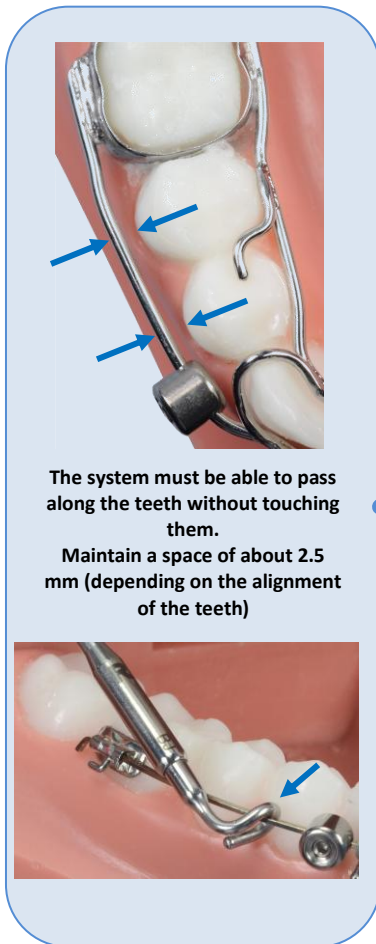 The system must be able to pass
along the teeth without touching
them.
Maintain a space of about 2.5
mm (depending on the alignment
of the teeth)